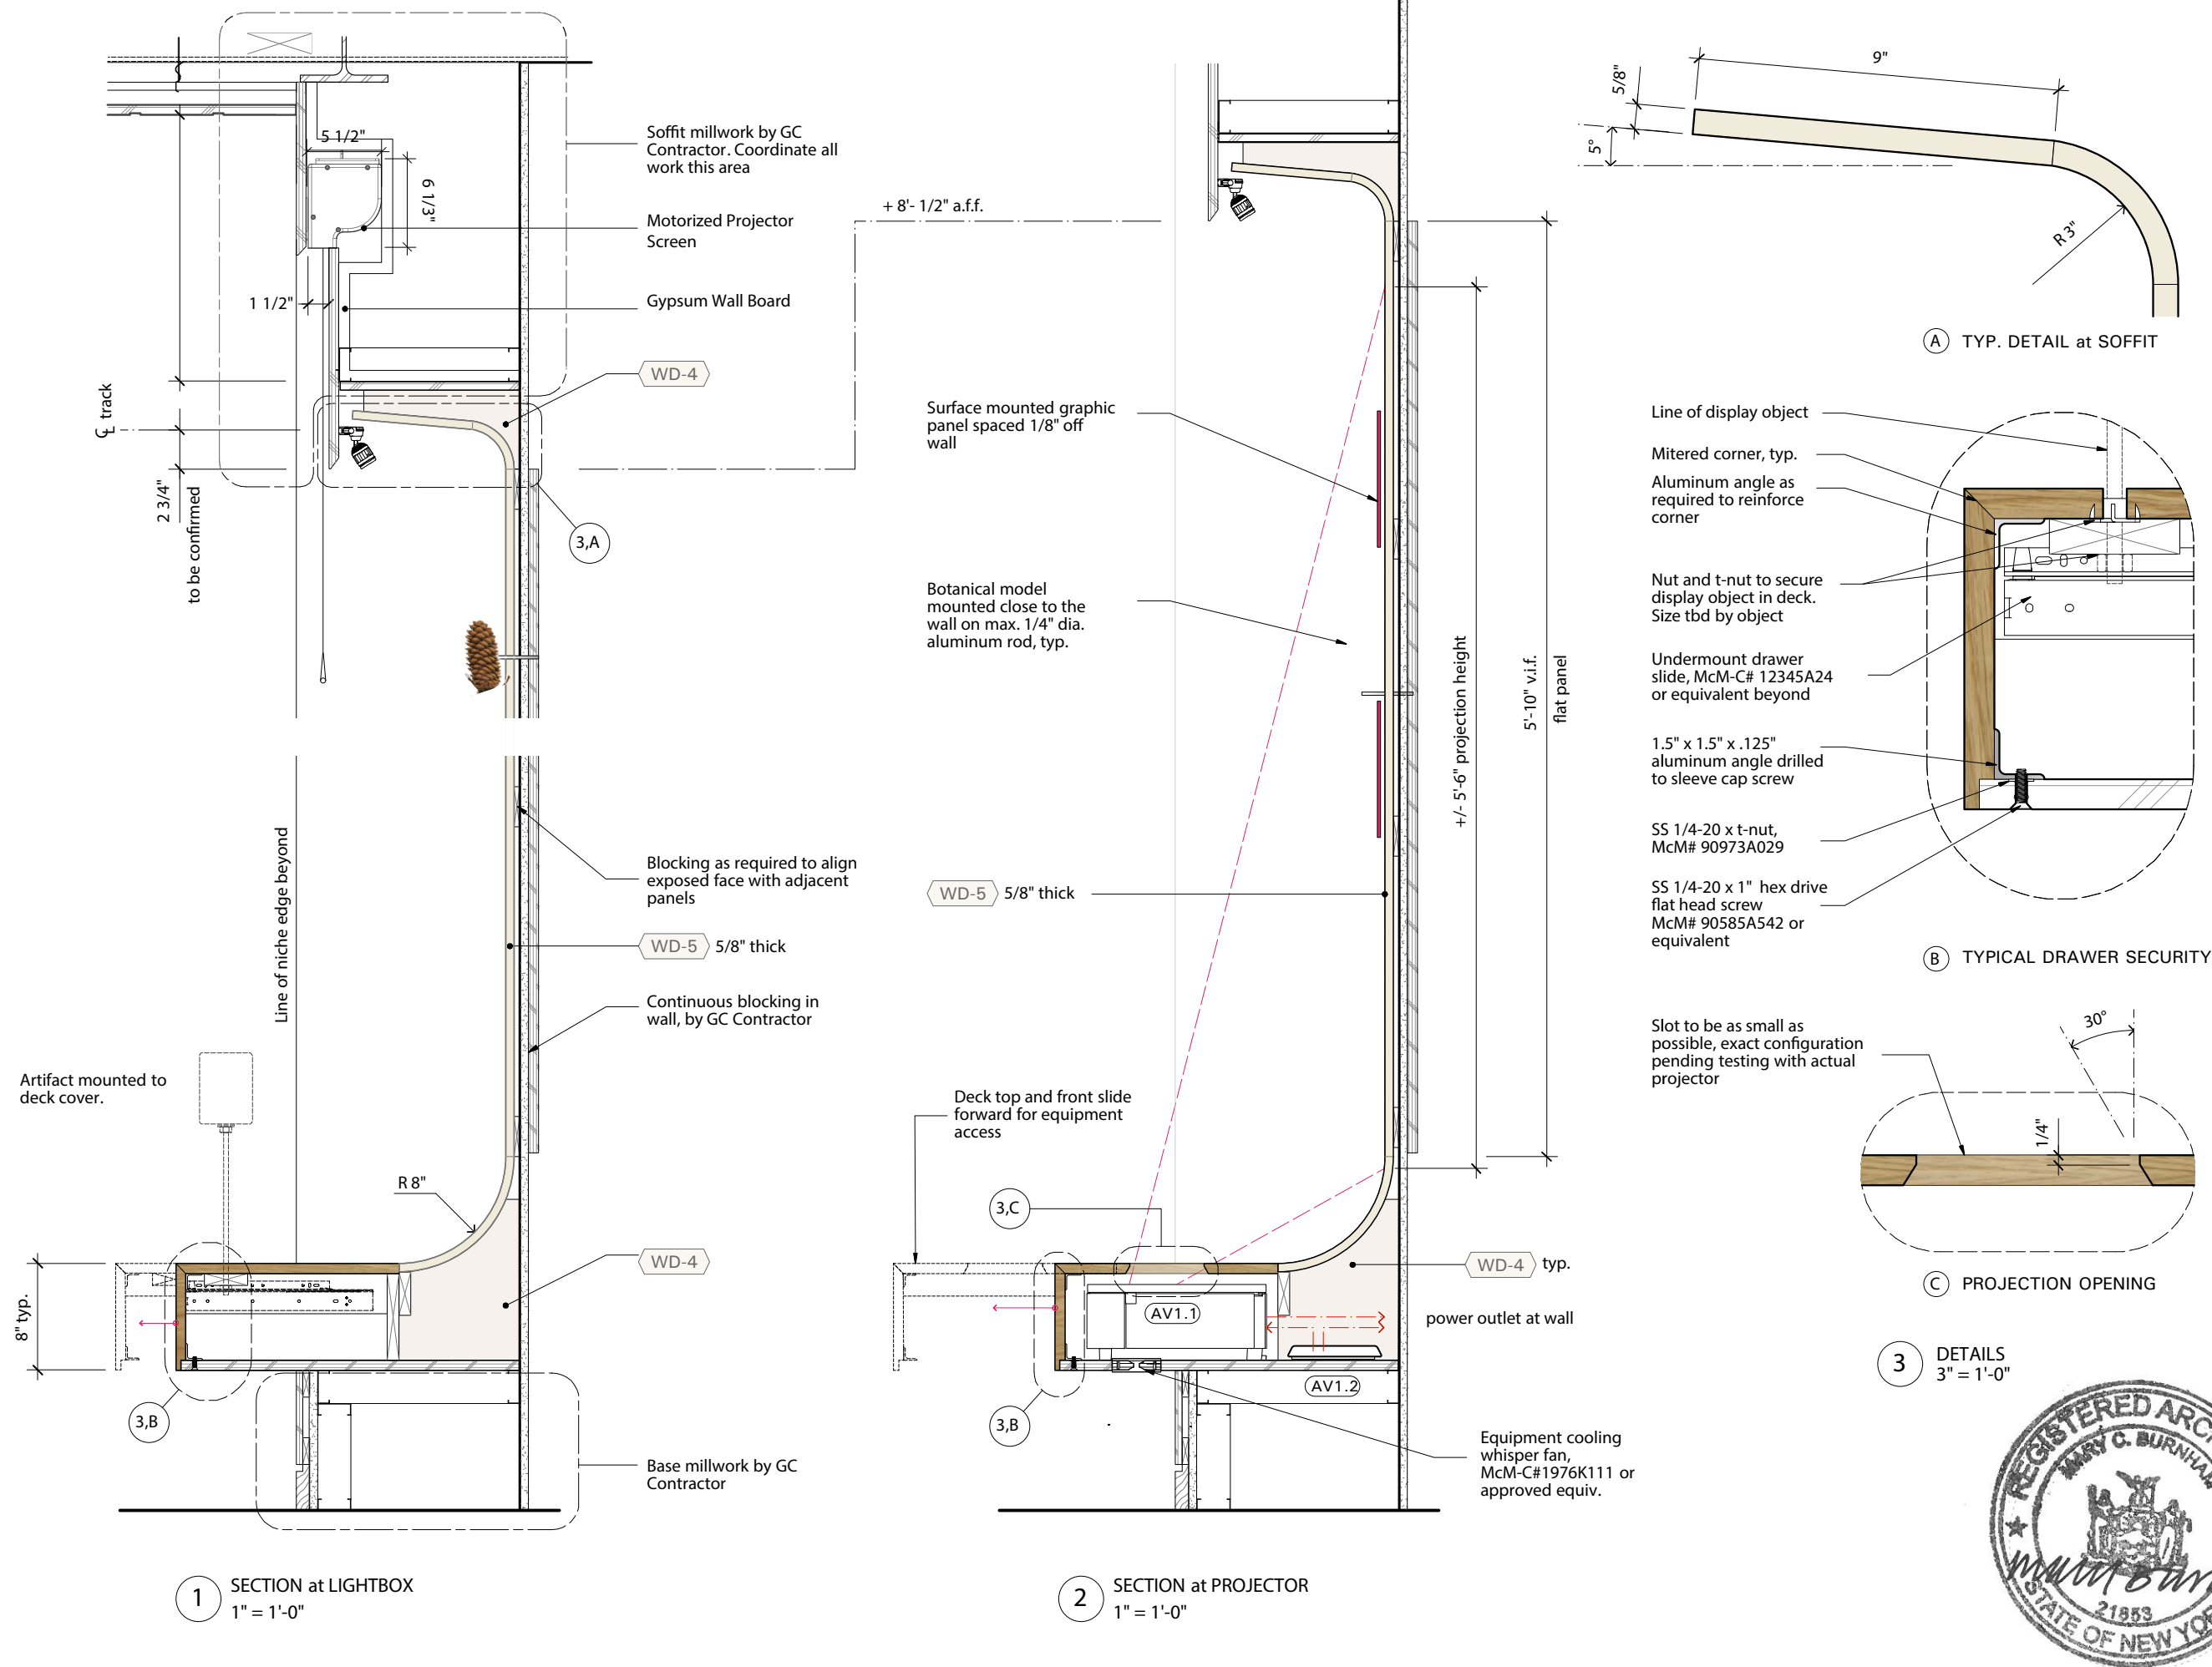 5 1/2"
6 1/3"
Soffit millwork by GC
Contractor. Coordinate all
work this area
Motorized Projector
Screen
1 1/2"
Gypsum Wall Board
WD-4
℄ track
2 3/4"
to be confirmed
3,A
Line of niche edge beyond
Blocking as required to align
exposed face with adjacent
panels
WD-5 5/8" thick
Continuous blocking in
wall, by GC Contractor
Artifact mounted to
deck cover.
R 8"
WD-4
8" typ.
3,B
Base millwork by GC
Contractor
1 SECTION at LIGHTBOX
1" = 1'-0"
+ 8'- 1/2" a.f.f.
Surface mounted graphic
panel spaced 1/8" off
wall
Botanical model
mounted close to the
wall on max. 1/4" dia.
aluminum rod, typ.
+/- 5'-6" projection height
5'-10" v.i.f.
flat panel
WD-5 5/8" thick
Deck top and front slide
forward for equipment
access
3,C
WD-4 typ.
AV1.1
power outlet at wall
AV1.2
3,B
Equipment cooling
whisper fan,
McM-C#1976K111 or
approved equiv.
2 SECTION at PROJECTOR
1" = 1'-0"
9"
5/8"
5°
R 3"
A TYP. DETAIL at SOFFIT
Line of display object
Mitered corner, typ.
Aluminum angle as
required to reinforce
corner
Nut and t-nut to secure
display object in deck.
Size tbd by object
Undermount drawer
slide, McM-C# 12345A24
or equivalent beyond
1.5" x 1.5" x .125"
aluminum angle drilled
to sleeve cap screw
SS 1/4-20 x t-nut,
McM# 90973A029
SS 1/4-20 x 1" hex drive
flat head screw
McM# 90585A542 or
equivalent
B TYPICAL DRAWER SECURITY
Slot to be as small as
possible, exact configuration
pending testing with actual
projector
30°
1/4"
C PROJECTION OPENING
3 DETAILS
3" = 1'-0"
REGISTERED ARC
MARY C. BURNHAM
21853
STATE OF NEW YO